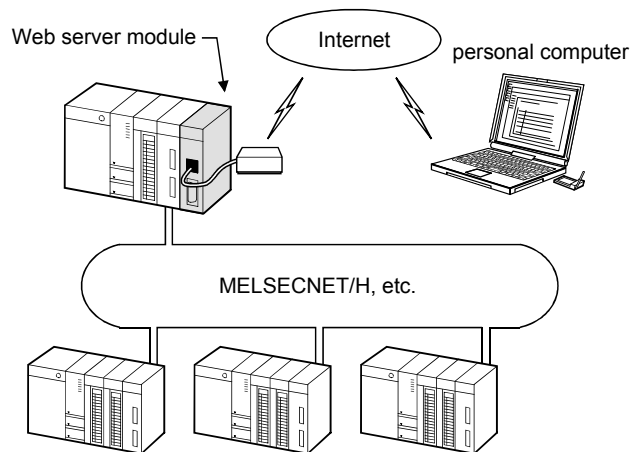 Web server module
Internet
personal computer
MELSECNET/H, etc.